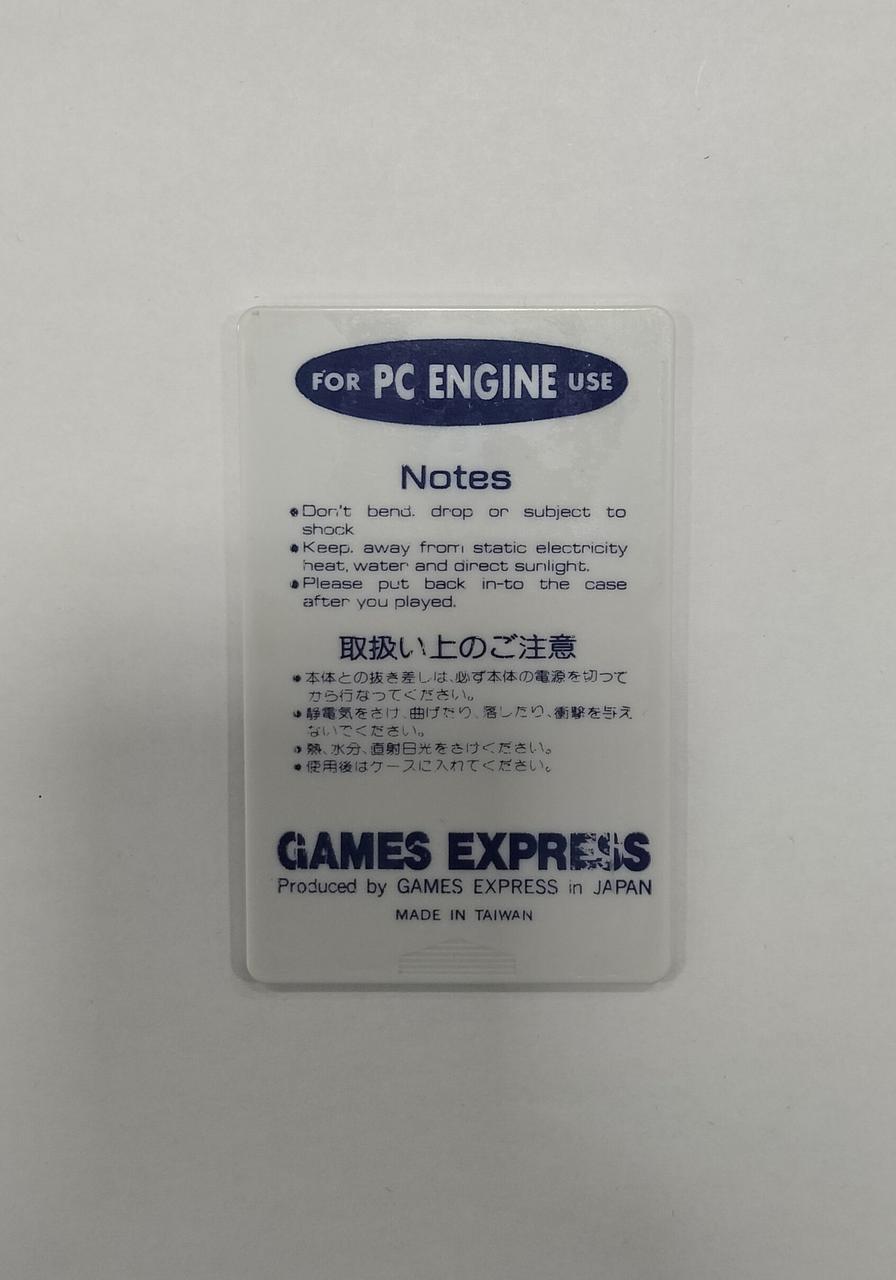 FOR PC ENGINE USE
Notes
●Don't bend. drop or subject to
shock
●Keep. away from static electricity
heat, water and direct sunlight.
●Please put back in-to the case
after you played.
取扱い上のご注意
●本体との抜き差しは、必ず本体の電源を切って
から行なってください。
●静電気をさけ、曲げたり、落したり、衝撃を与え
ないでください。
●熱、水分、直射日光をさけください。
●使用後はケースに入れてください。
GAMES EXPRESS
Produced by GAMES EXPRESS in JAPAN
MADE IN TAIWAN